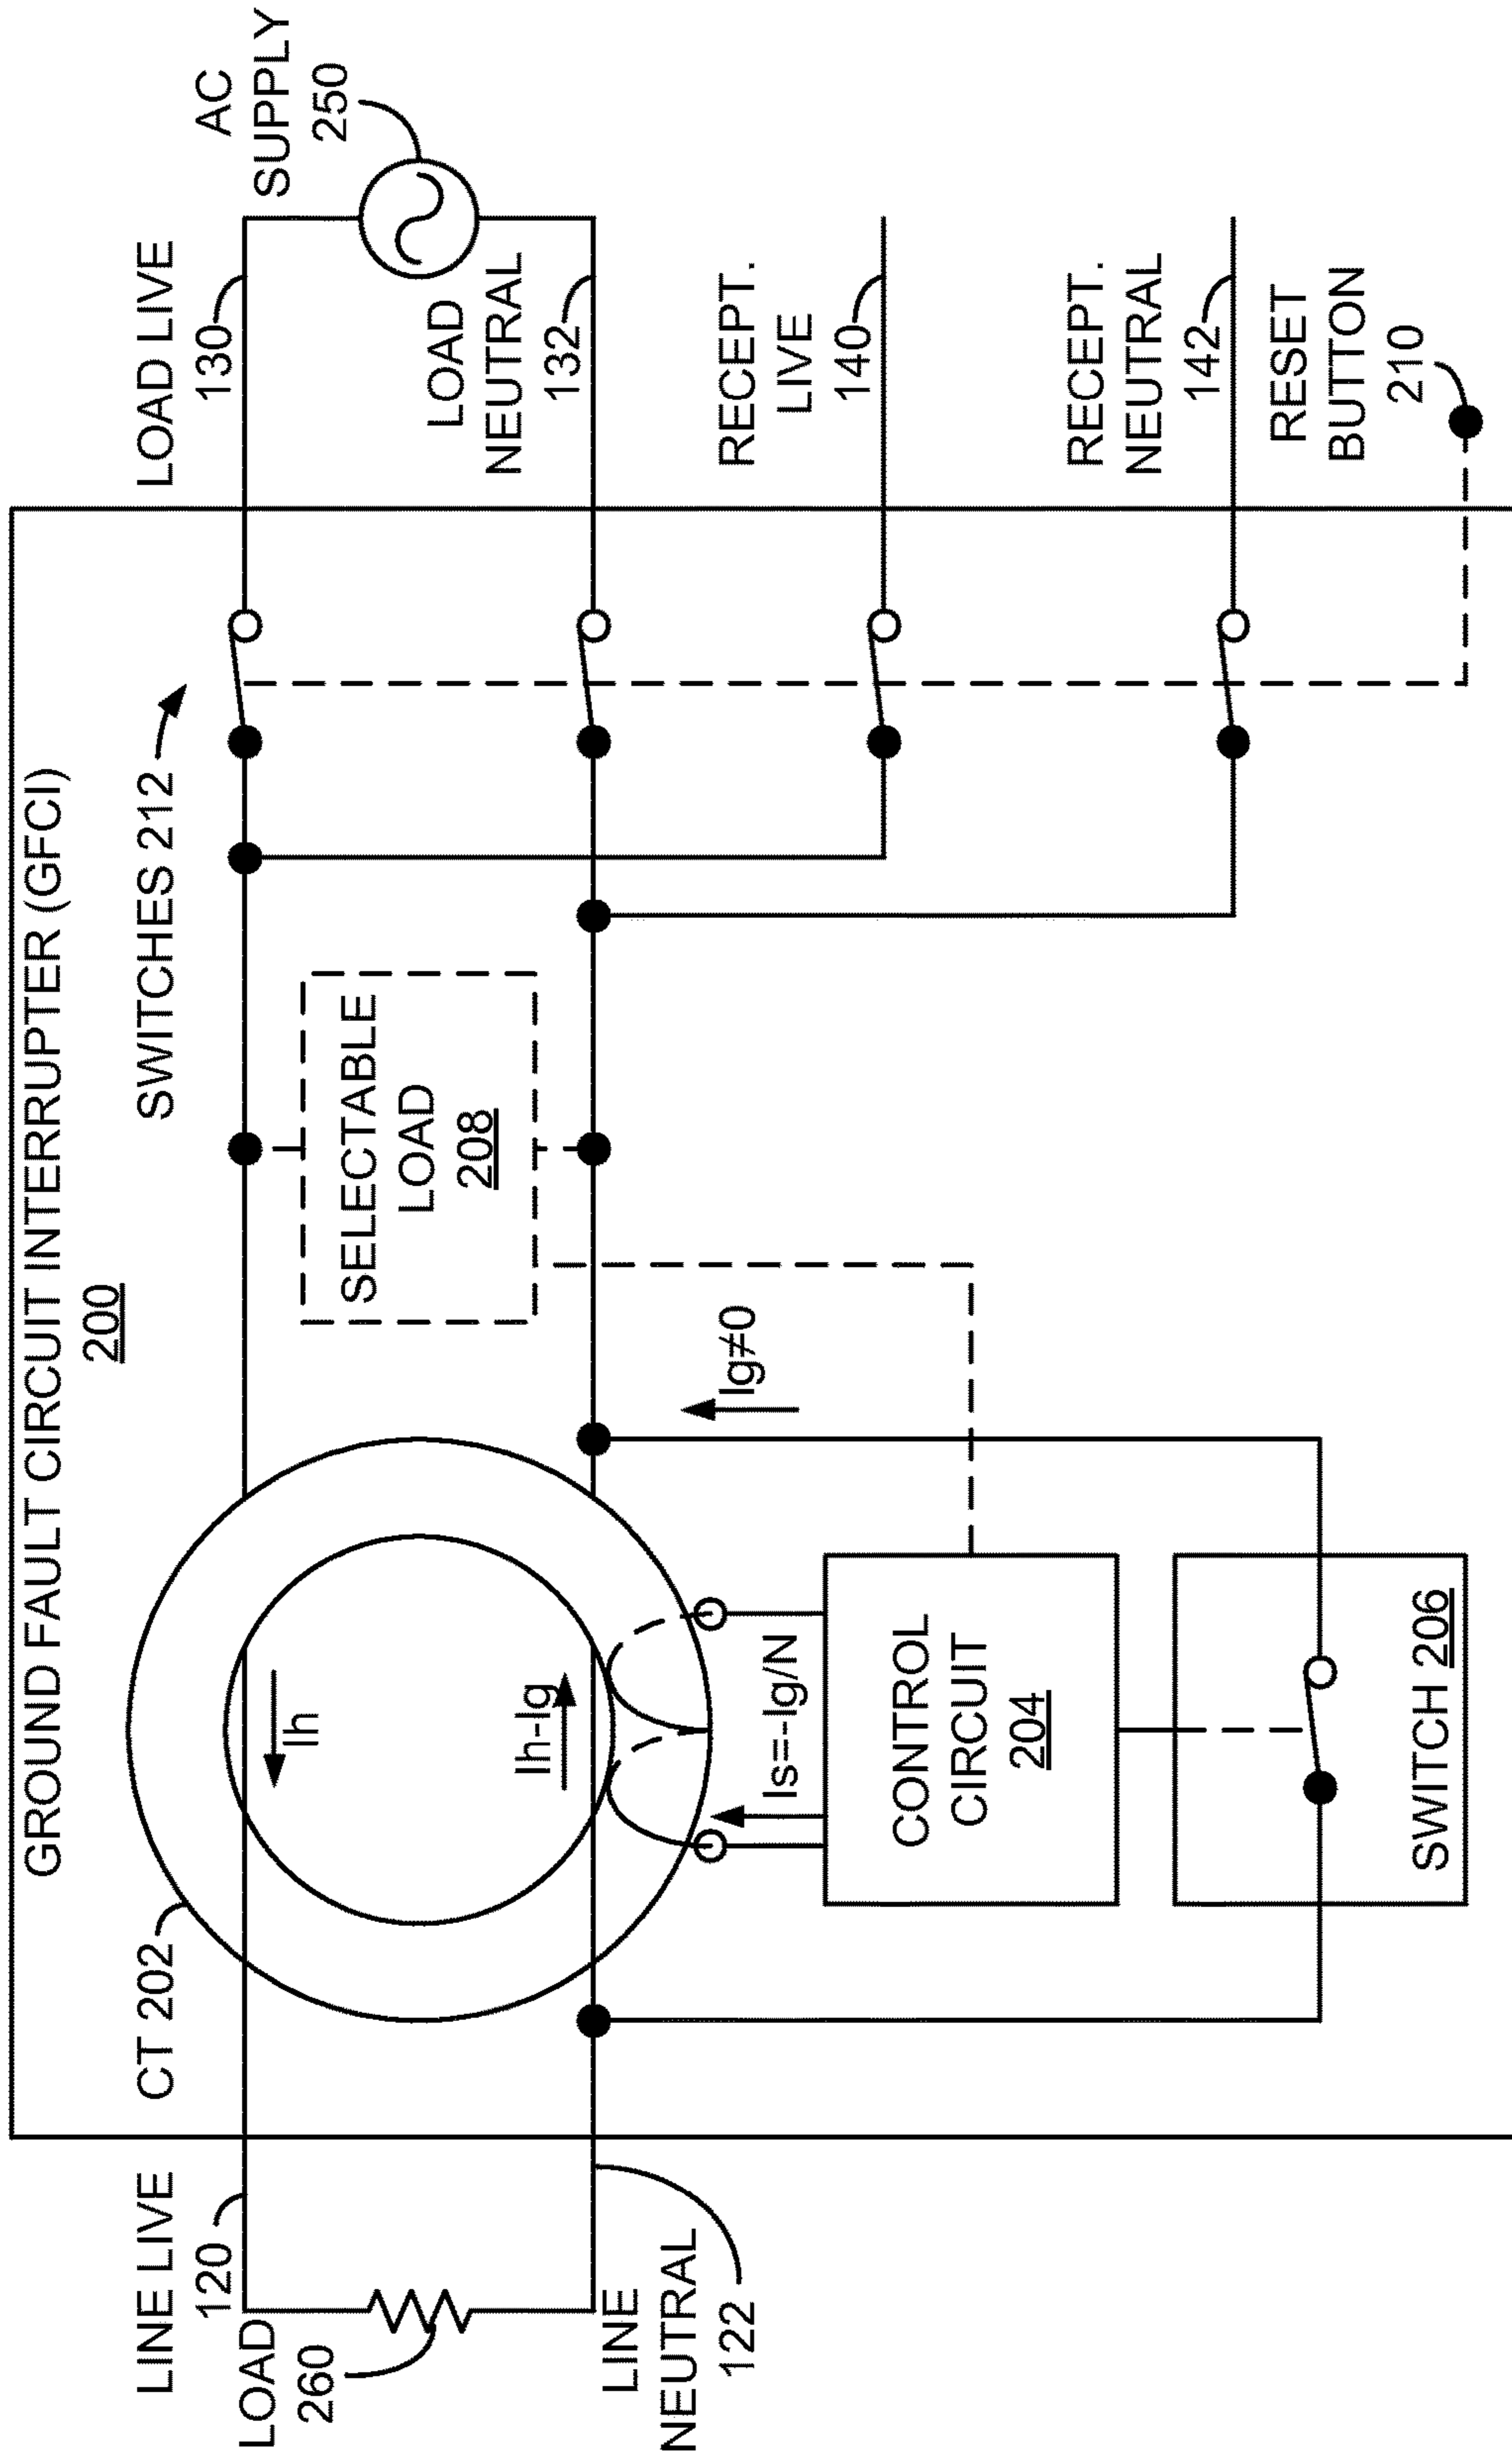 GROUND FAULT CIRCUIT INTERRUPTER (GFCI)
200
LINE LIVE
120
LOAD
260
LINE
NEUTRAL
122
CT 202
Ih
Ih-Ig
Is=-Ig/N
Ig≠0
CONTROL
CIRCUIT
204
SWITCH 206
SELECTABLE
LOAD
208
SWITCHES 212
LOAD LIVE
130
AC
SUPPLY
250
LOAD
NEUTRAL
132
RECEPT.
LIVE
140
RECEPT.
NEUTRAL
142
RESET
BUTTON
210